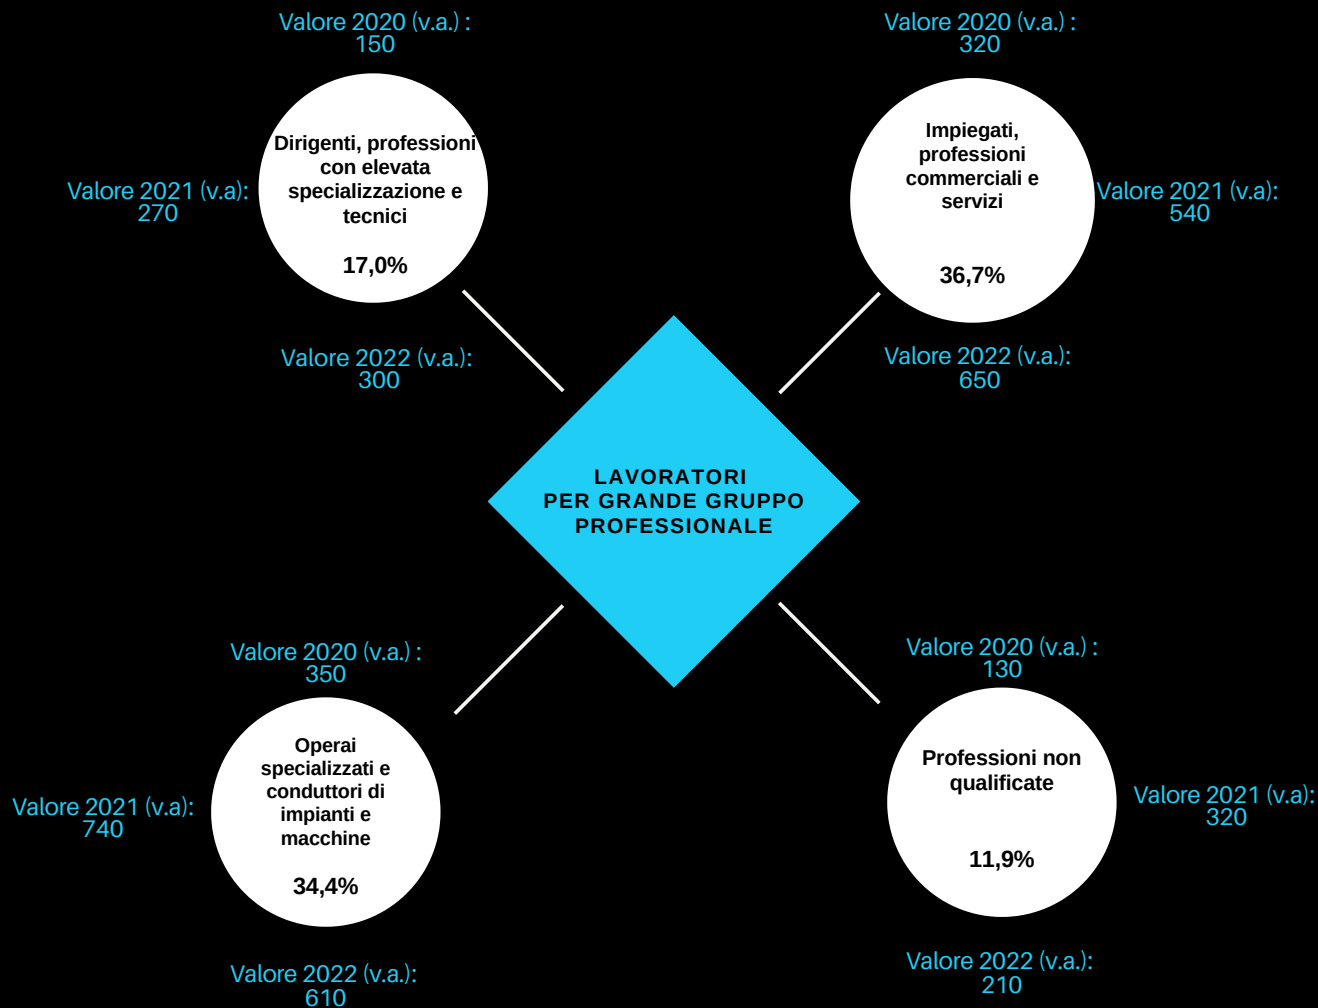 Valore 2020 (v.a.) :
150
Dirigenti, professioni
con elevata
specializzazione e
tecnici
17,0%
Valore 2021 (v.a):
270
Valore 2022 (v.a.):
300
Valore 2020 (v.a.) :
320
Impiegati,
professioni
commerciali e
servizi
36,7%
Valore 2021 (v.a):
540
Valore 2022 (v.a.):
650
LAVORATORI
PER GRANDE GRUPPO
PROFESSIONALE
Valore 2020 (v.a.) :
350
Operai
specializzati e
conduttori di
impianti e
macchine
34,4%
Valore 2021 (v.a):
740
Valore 2022 (v.a.):
610
Valore 2020 (v.a.) :
130
Professioni non
qualificate
11,9%
Valore 2021 (v.a):
320
Valore 2022 (v.a.):
210